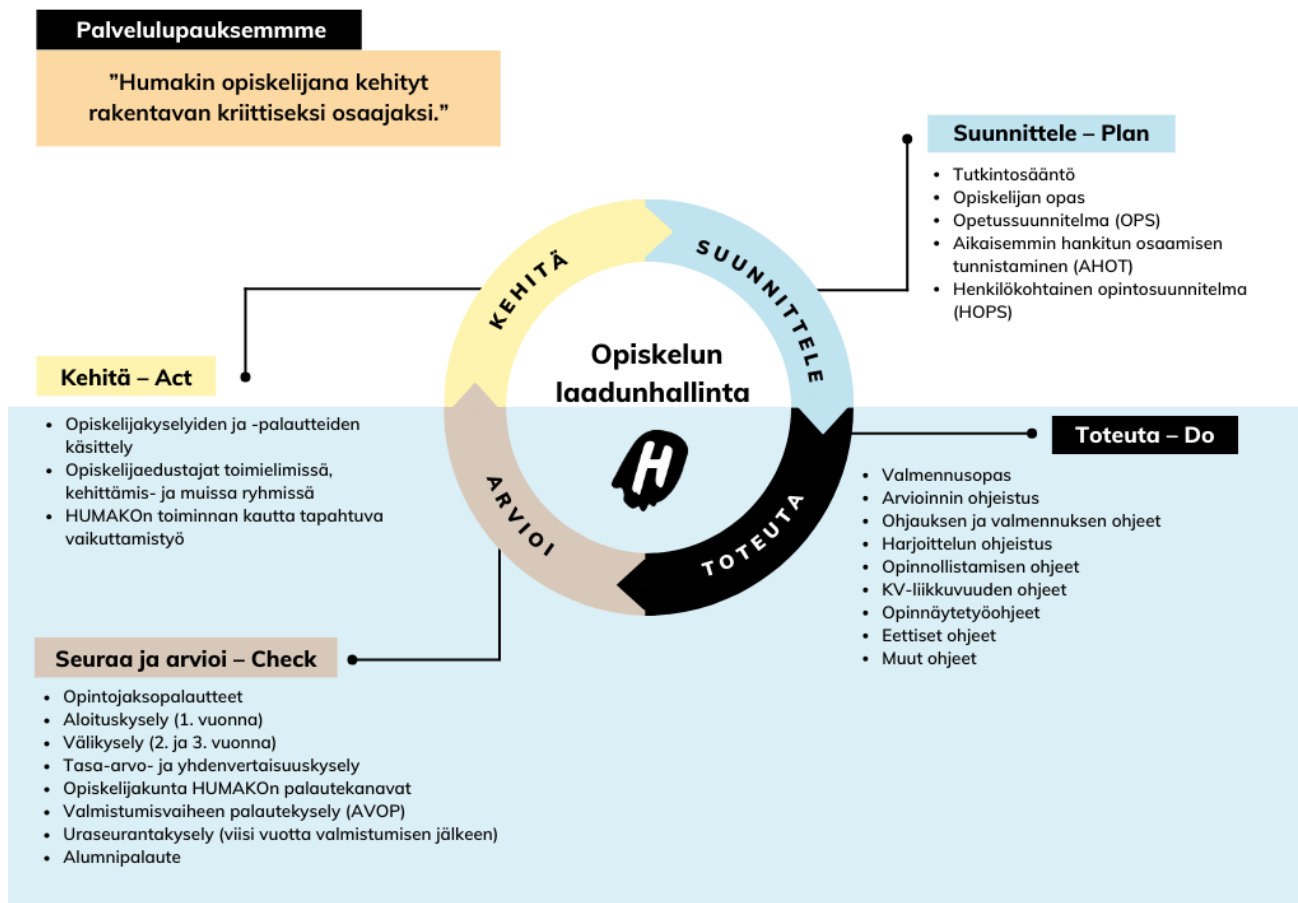 Palvelulupauksemmme
”Humakin opiskelijana kehityt
rakentavan kriittiseksi osaajaksi.”
Suunnittele – Plan
• Tutkintosääntö
• Opiskelijan opas
• Opetussuunnitelma (OPS)
• Aikaisemmin hankitun osaamisen
tunnistaminen (AHOT)
• Henkilökohtainen opintosuunnitelma
(HOPS)
KEHITÄ
SUUNNITTELE
Opiskelun
laadunhallinta
H
ARVIOI
TOTEUTA
Kehitä – Act
• Opiskelijakyselyiden ja -palautteiden
käsittely
• Opiskelijaedustajat toimielimissä,
kehittämis- ja muissa ryhmissä
• HUMAKOn toiminnan kautta tapahtuva
vaikuttamistyö
Toteuta – Do
• Valmennusopas
• Arvioinnin ohjeistus
• Ohjauksen ja valmennuksen ohjeet
• Harjoittelun ohjeistus
• Opinnollistamisen ohjeet
• KV-liikkuvuuden ohjeet
• Opinnäytetyöohjeet
• Eettiset ohjeet
• Muut ohjeet
Seuraa ja arvioi – Check
• Opintojaksopalautteet
• Aloituskysely (1. vuonna)
• Välikysely (2. ja 3. vuonna)
• Tasa-arvo- ja yhdenvertaisuuskysely
• Opiskelijakunta HUMAKOn palautekanavat
• Valmistumisvaiheen palautekysely (AVOP)
• Uraseurantakysely (viisi vuotta valmistumisen jälkeen)
• Alumnipalaute